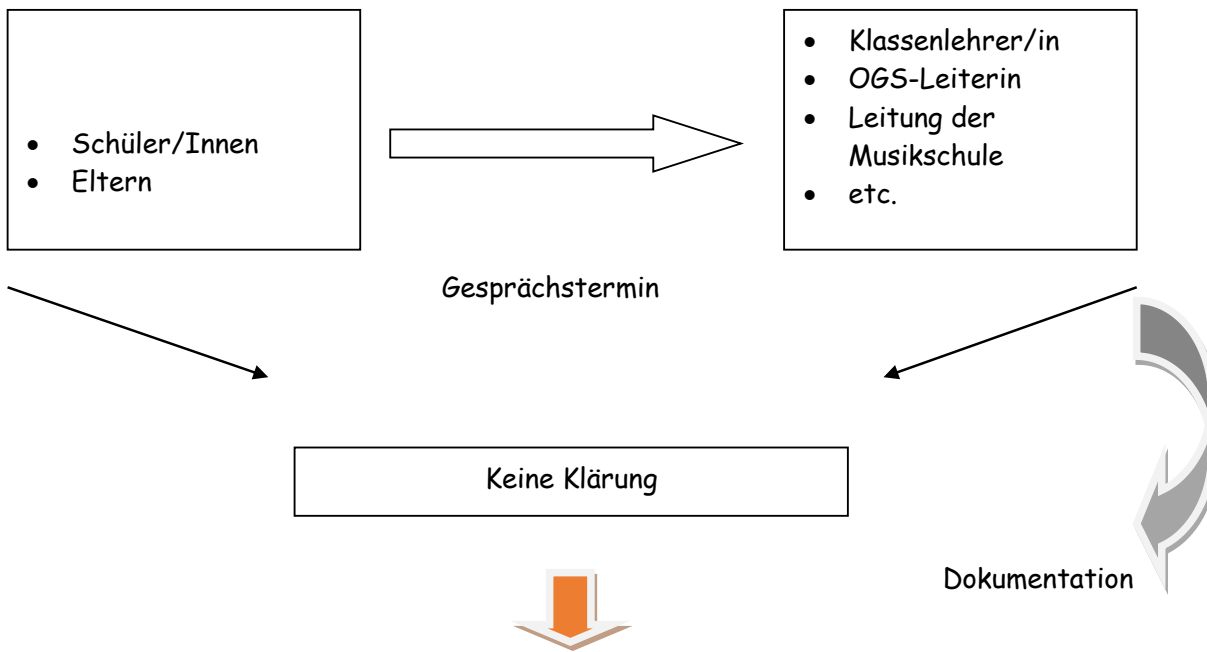 • Schüler/Innen
• Eltern
• Klassenlehrer/in
• OGS-Leiterin
• Leitung der
Musikschule
• etc.
Gesprächstermin
Keine Klärung
Dokumentation